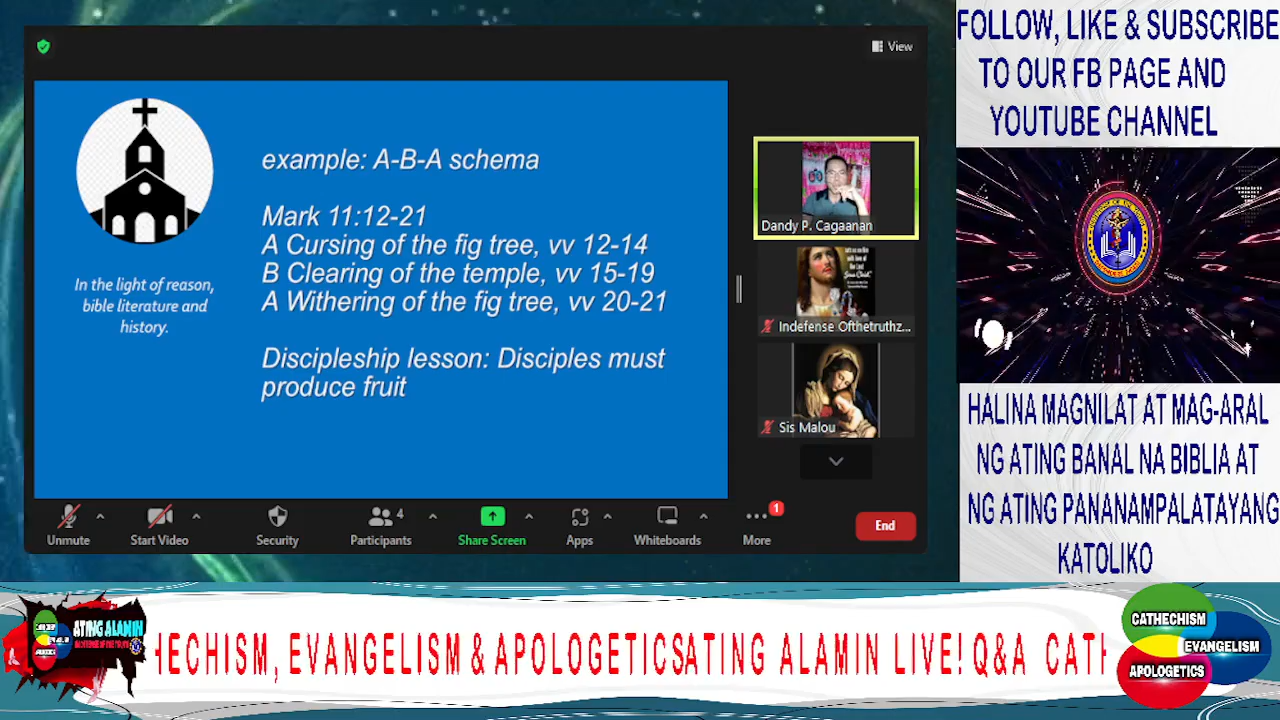 View
example: A-B-A schema
Mark 11:12-21
A Cursing of the fig tree, vv 12-14
B Clearing of the temple, vv 15-19
A Withering of the fig tree, vv 20-21
Discipleship lesson: Disciples must
produce fruit
In the light of reason,
bible literature and
history.
Dandy P. Cagaanan
Indefense Ofthetruthz...
Sis Malou
Unmute
Start Video
Security
4
Participants
Share Screen
Apps
Whiteboards
1
More
End
FOLLOW, LIKE & SUBSCRIBE
TO OUR FB PAGE AND
YOUTUBE CHANNEL
HALINA MAGNILAT AT MAG-ARAL
NG ATING BANAL NA BIBLIA AT
NG ATING PANANAMPALATAYANG
KATOLIKO
ATING ALAMIN
HECHISM, EVANGELISM & APOLOGETICSATING ALAMIN LIVE! Q&A CATH
CATHECHISM
EVANGELISM
APOLOGETICS